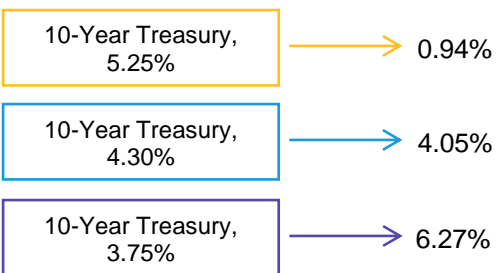 10-Year Treasury,
5.25%
0.94%
10-Year Treasury,
4.30%
4.05%
10-Year Treasury,
3.75%
6.27%